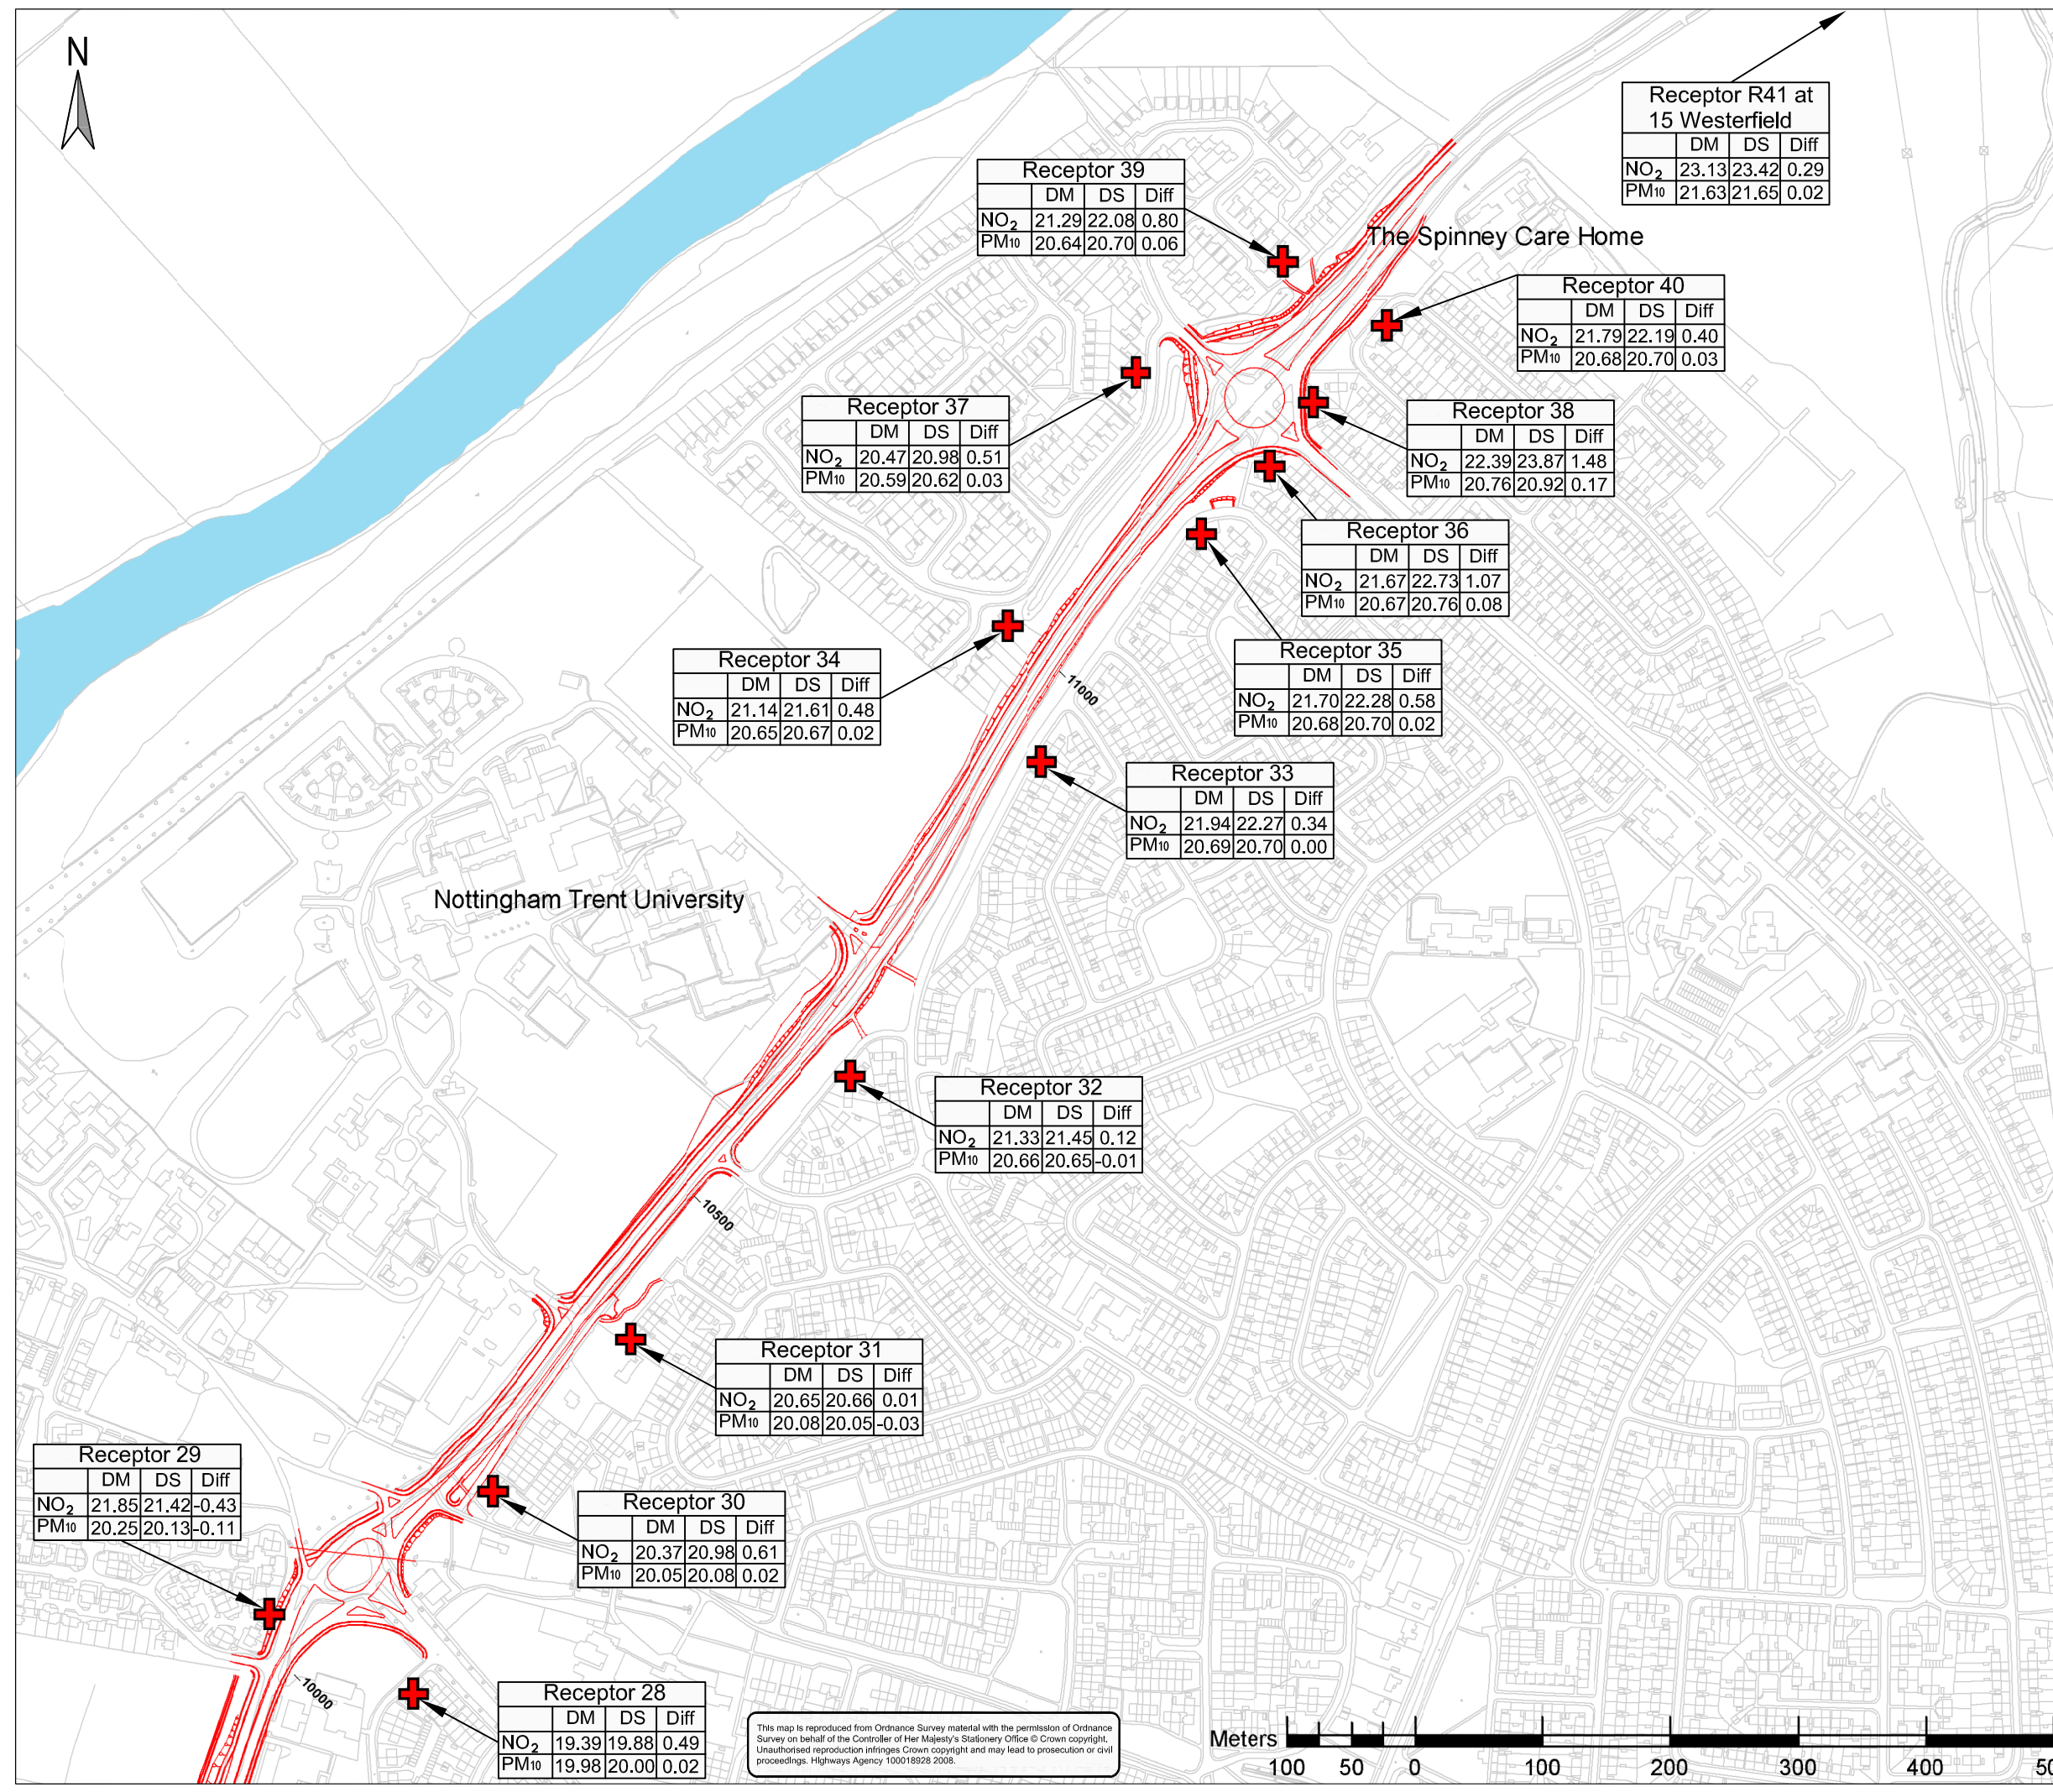 N
Receptor R41 at
15 Westerfield
DM DS Diff
NO2 23.13 23.42 0.29
PM10 21.63 21.65 0.02
Receptor 39
DM DS Diff
NO2 21.29 22.08 0.80
PM10 20.64 20.70 0.06
The Spinney Care Home
Receptor 40
DM DS Diff
NO2 21.79 22.19 0.40
PM10 20.68 20.70 0.03
Receptor 37
DM DS Diff
NO2 20.47 20.98 0.51
PM10 20.59 20.62 0.03
Receptor 38
DM DS Diff
NO2 22.39 23.87 1.48
PM10 20.76 20.92 0.17
Receptor 36
DM DS Diff
NO2 21.67 22.73 1.07
PM10 20.67 20.76 0.08
Receptor 35
DM DS Diff
NO2 21.70 22.28 0.58
PM10 20.68 20.70 0.02
Receptor 34
DM DS Diff
NO2 21.14 21.61 0.48
PM10 20.65 20.67 0.02
11000
Receptor 33
DM DS Diff
NO2 21.94 22.27 0.34
PM10 20.69 20.70 0.00
Nottingham Trent University
Receptor 32
DM DS Diff
NO2 21.33 21.45 0.12
PM10 20.66 20.65 -0.01
10500
Receptor 31
DM DS Diff
NO2 20.65 20.66 0.01
PM10 20.08 20.05 -0.03
Receptor 29
DM DS Diff
NO2 21.85 21.42 -0.43
PM10 20.25 20.13 -0.11
Receptor 30
DM DS Diff
NO2 20.37 20.98 0.61
PM10 20.05 20.08 0.02
10000
Receptor 28
DM DS Diff
NO2 19.39 19.88 0.49
PM10 19.98 20.00 0.02
This map is reproduced from Ordnance Survey material with the permission of Ordnance
Survey on behalf of the Controller of Her Majesty's Stationery Office © Crown copyright.
Unauthorised reproduction infringes Crown copyright and may lead to prosecution or civil
proceedings. Highways Agency 100018928 2008.
Meters
100 50 0 100 200 300 400